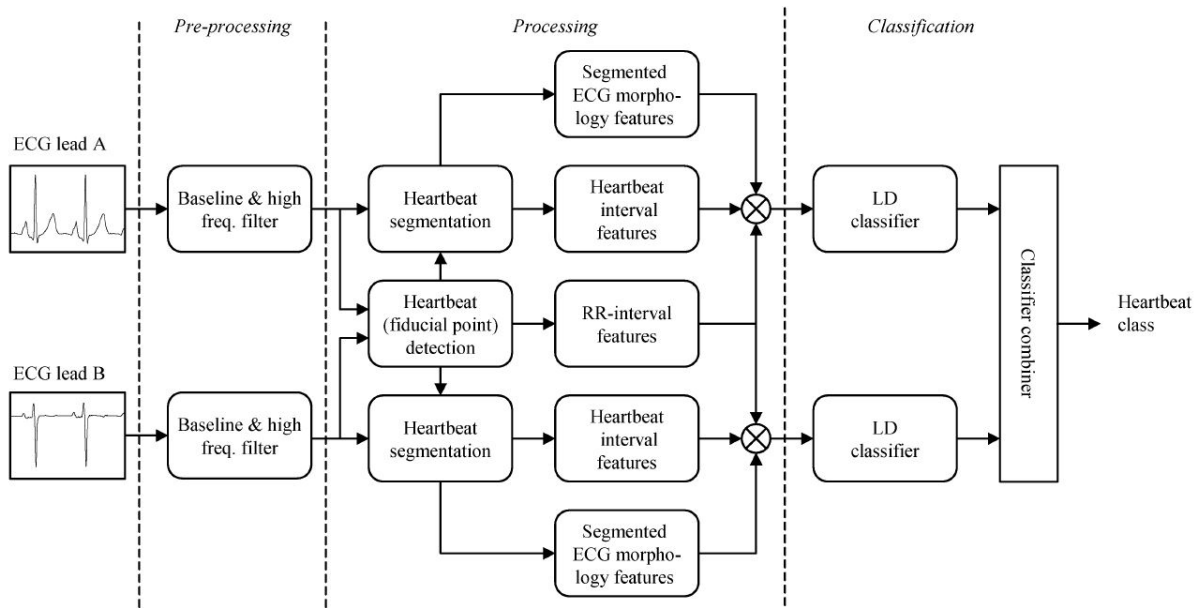 Pre-processing
Processing
Classification
Segmented
ECG morpho-
logy features
ECG lead A
Baseline & high
freq. filter
Heartbeat
segmentation
Heartbeat
interval
features
LD
classifier
Heartbeat
(fiducial point)
detection
RR-interval
features
Classifier combiner
Heartbeat
class
ECG lead B
Baseline & high
freq. filter
Heartbeat
segmentation
Heartbeat
interval
features
LD
classifier
Segmented
ECG morpho-
logy features